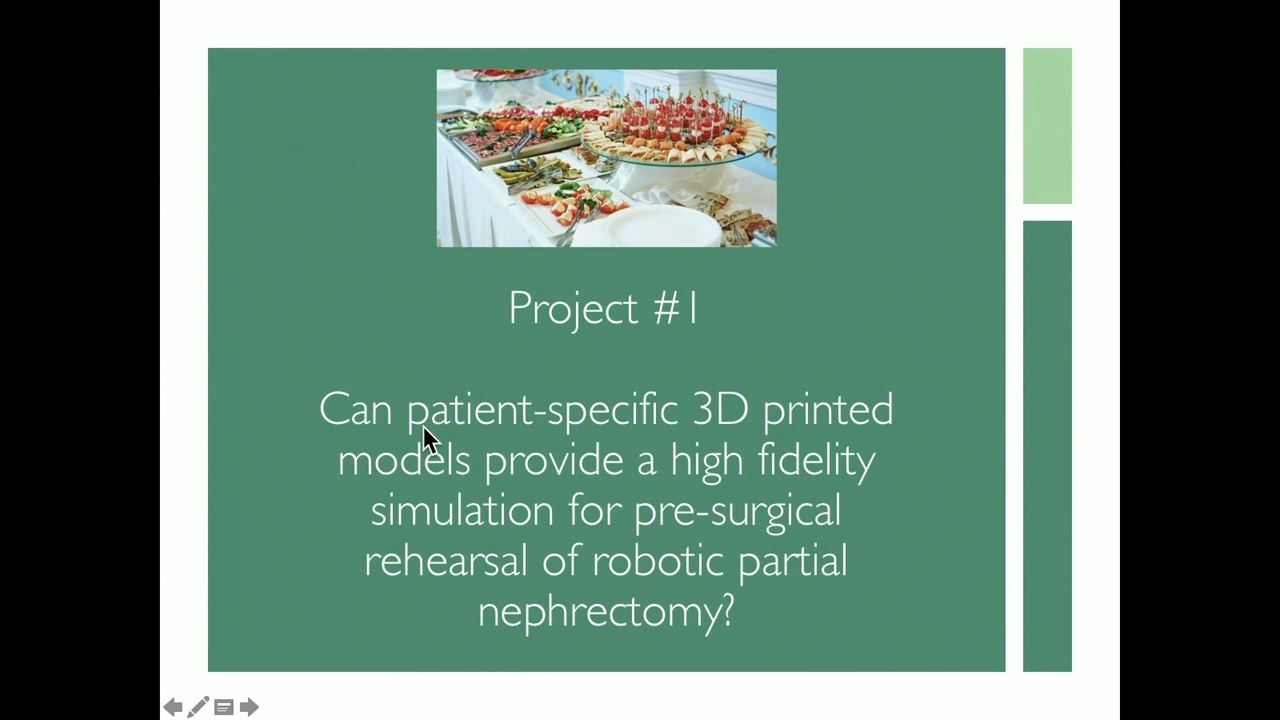 Project #1
Can patient-specific 3D printed
models provide a high fidelity
simulation for pre-surgical
rehearsal of robotic partial
nephrectomy?